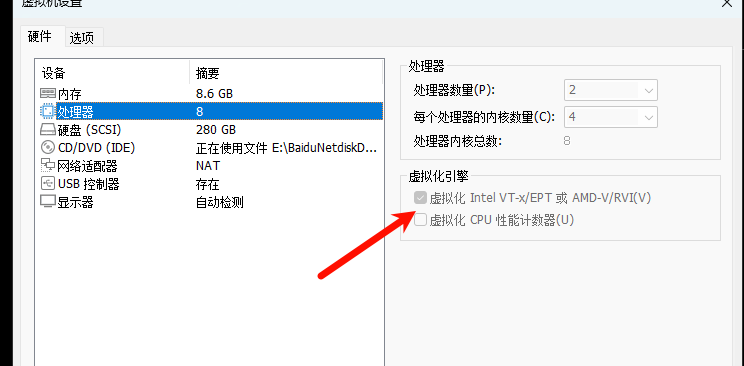 虚拟机设置
硬件 选项
设备 摘要
内存 8.6 GB
处理器 8
硬盘 (SCSI) 280 GB
CD/DVD (IDE) 正在使用文件 E:\BaiduNetdiskD...
网络适配器 NAT
USB 控制器 存在
显示器 自动检测
处理器
处理器数量(P): 2
每个处理器的内核数量(C): 4
处理器内核总数: 8
虚拟化引擎
虚拟化 Intel VT-x/EPT 或 AMD-V/RVI(V)
虚拟化 CPU 性能计数器(U)